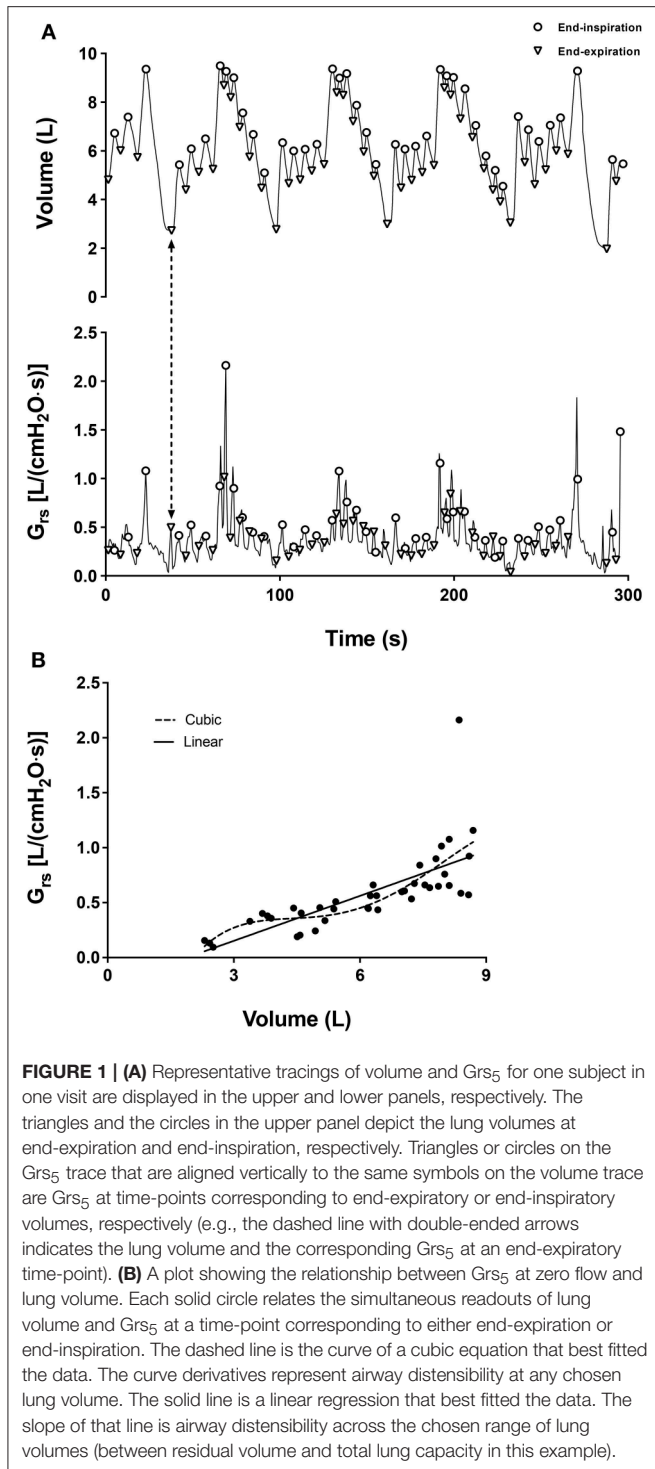 A
End-inspiration
End-expiration
10
8
6
4
2
0
Volume (L)
2.5
2.0
1.5
1.0
0.5
0.0
Grs [L/(cmH2O·s)]
0 100 200 300
Time (s)
B
2.5
2.0
1.5
1.0
0.5
0.0
Grs [L/(cmH2O·s)]
Cubic
Linear
0 3 6 9
Volume (L)
FIGURE 1 | (A) Representative tracings of volume and Grs5 for one subject in
one visit are displayed in the upper and lower panels, respectively. The
triangles and the circles in the upper panel depict the lung volumes at
end-expiration and end-inspiration, respectively. Triangles or circles on the
Grs5 trace that are aligned vertically to the same symbols on the volume trace
are Grs5 at time-points corresponding to end-expiratory or end-inspiratory
volumes, respectively (e.g., the dashed line with double-ended arrows
indicates the lung volume and the corresponding Grs5 at an end-expiratory
time-point). (B) A plot showing the relationship between Grs5 at zero flow and
lung volume. Each solid circle relates the simultaneous readouts of lung
volume and Grs5 at a time-point corresponding to either end-expiration or
end-inspiration. The dashed line is the curve of a cubic equation that best fitted
the data. The curve derivatives represent airway distensibility at any chosen
lung volume. The solid line is a linear regression that best fitted the data. The
slope of that line is airway distensibility across the chosen range of lung
volumes (between residual volume and total lung capacity in this example).